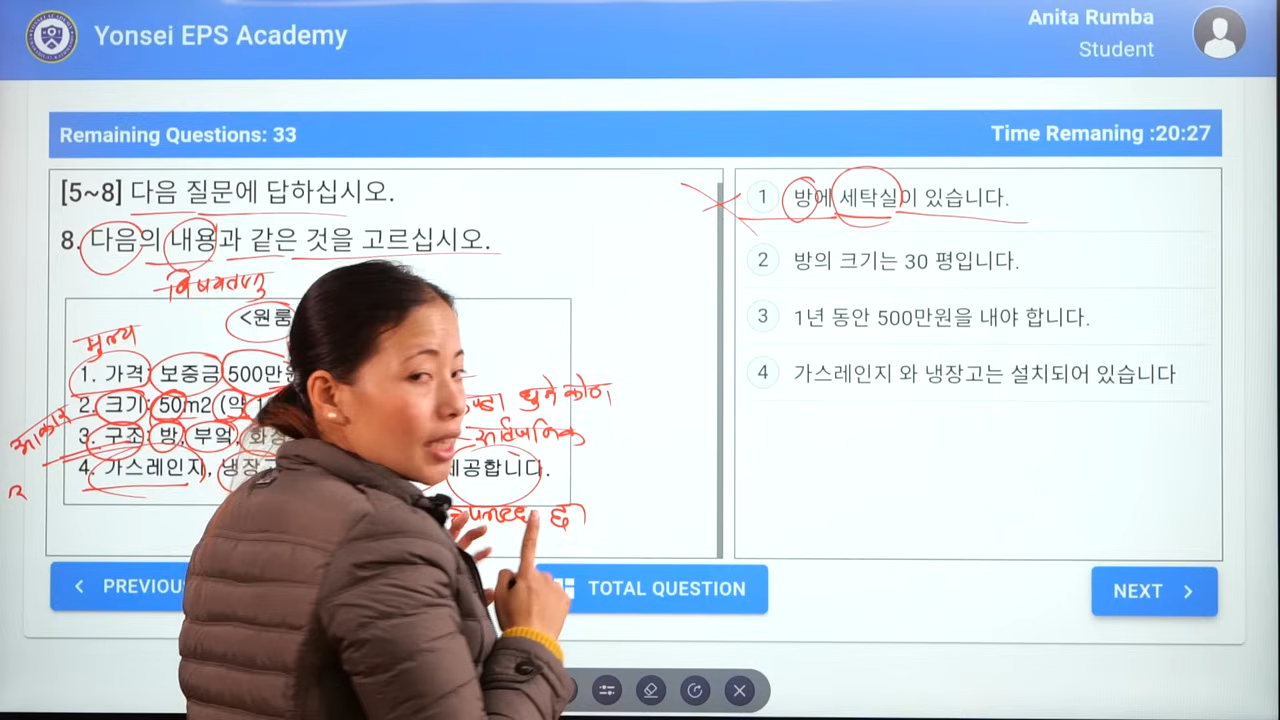 Yonsei EPS Academy
Anita Rumba
Student
Remaining Questions: 33
Time Remaning :20:27
[5~8] 다음 질문에 답하십시오.
8. 다음의 내용과 같은 것을 고르십시오.
<원룸
मुल्य
1. 가격: 보증금 500만원
2. 크기: 50m2 (약
3. 구조: 방, 부엌,
सार्वजनिक
4. 가스레인지, 냉장고
제공합니다.
1 방에 세탁실이 있습니다.
2 방의 크기는 30 평입니다.
3 1년 동안 500만원을 내야 합니다.
4 가스레인지 와 냉장고는 설치되어 있습니다
TOTAL QUESTION
NEXT